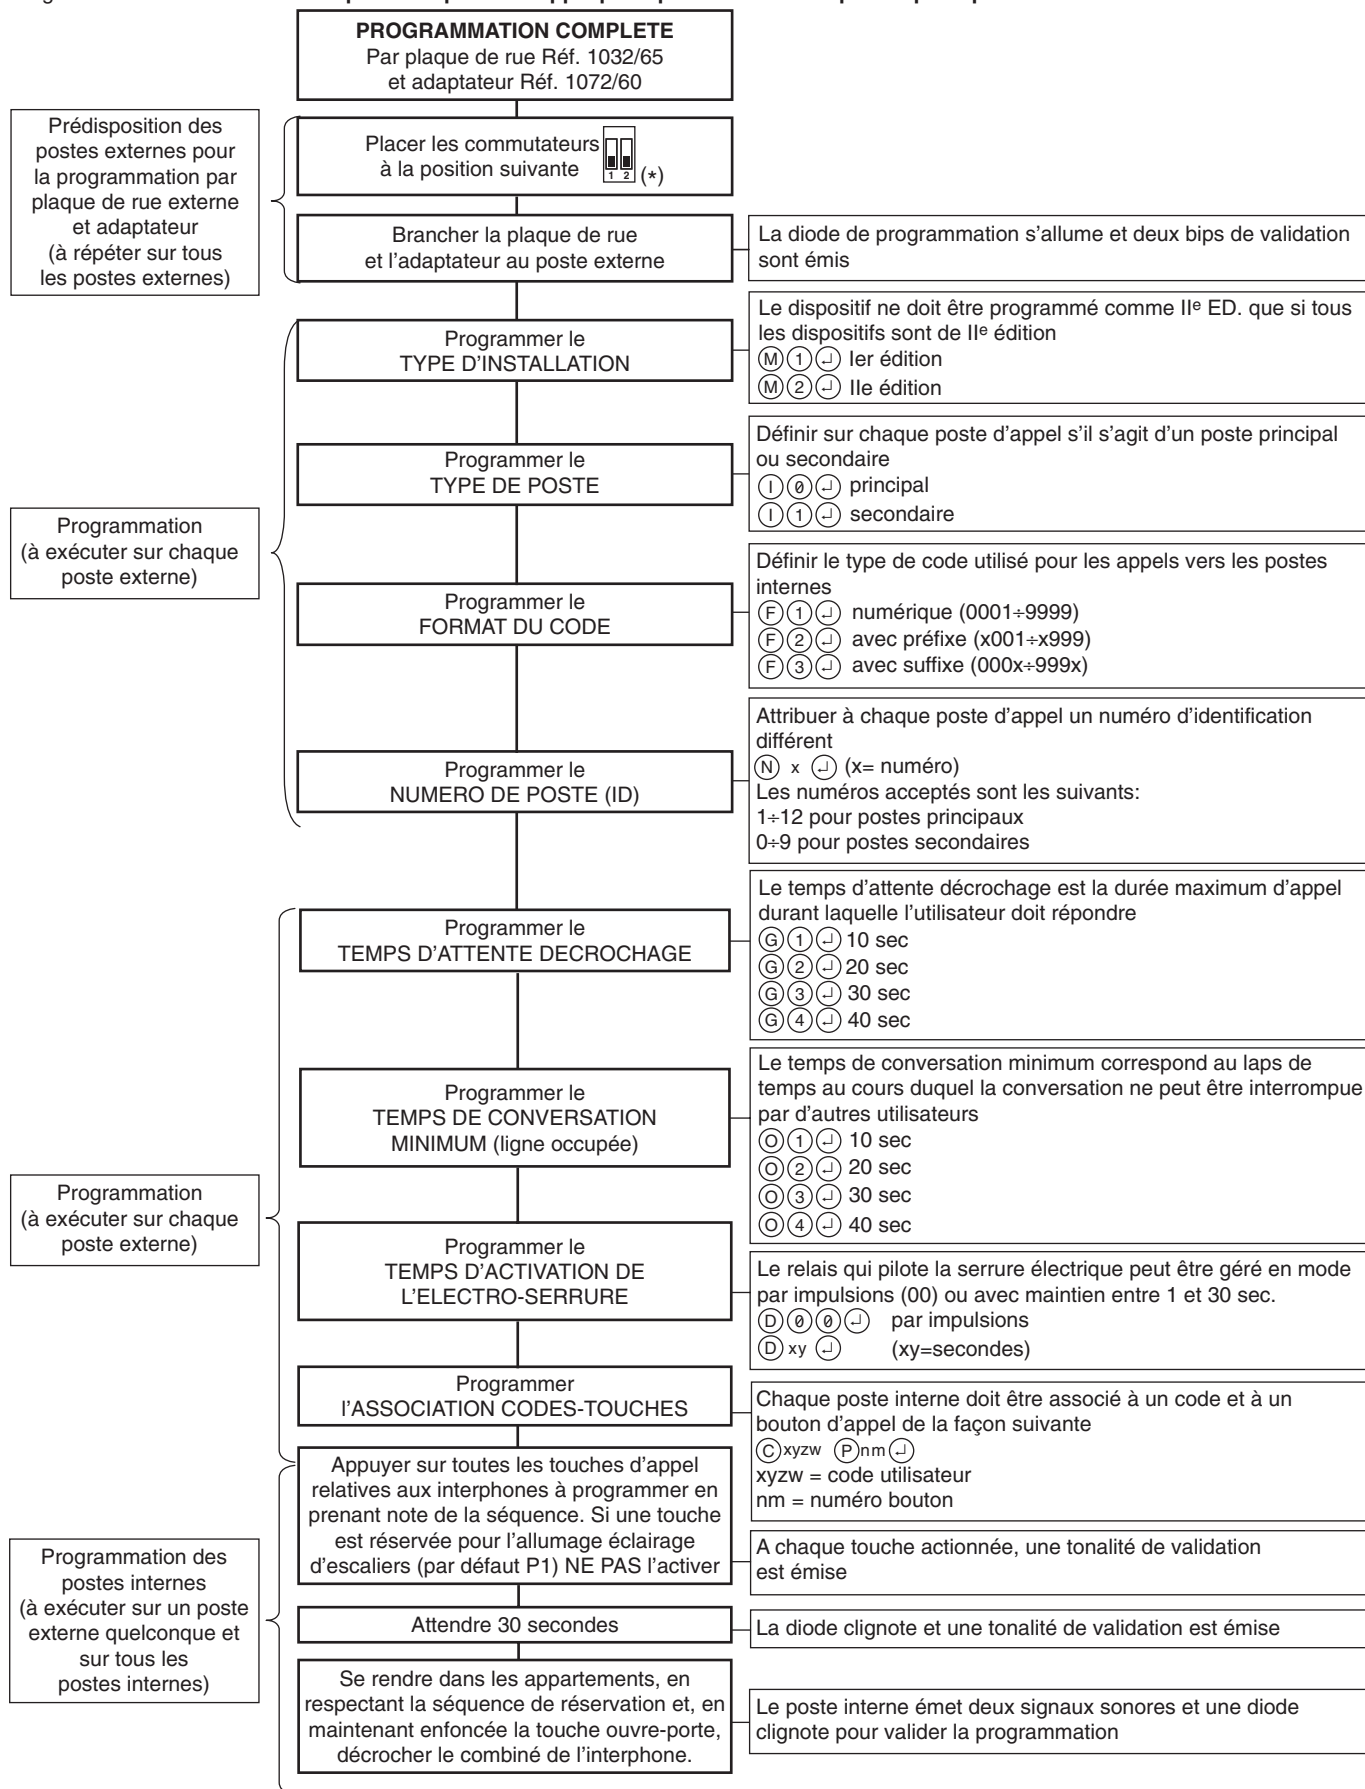 PROGRAMMATION COMPLETE
Par plaque de rue Réf. 1032/65
et adaptateur Réf. 1072/60
Prédisposition des
postes externes pour
la programmation par
plaque de rue externe
et adaptateur
(à répéter sur tous
les postes externes)
Placer les commutateurs
à la position suivante
1 2
(*)
Brancher la plaque de rue
et l'adaptateur au poste externe
La diode de programmation s'allume et deux bips de validation
sont émis
Programmation
(à exécuter sur chaque
poste externe)
Programmer le
TYPE D'INSTALLATION
Le dispositif ne doit être programmé comme IIe ED. que si tous
les dispositifs sont de IIe édition
M 1 ↵ Ier édition
M 2 ↵ IIe édition
Programmer le
TYPE DE POSTE
Définir sur chaque poste d'appel s'il s'agit d'un poste principal
ou secondaire
I 0 ↵ principal
I 1 ↵ secondaire
Programmer le
FORMAT DU CODE
Définir le type de code utilisé pour les appels vers les postes
internes
F 1 ↵ numérique (0001÷9999)
F 2 ↵ avec préfixe (x001÷x999)
F 3 ↵ avec suffixe (000x÷999x)
Programmer le
NUMERO DE POSTE (ID)
Attribuer à chaque poste d'appel un numéro d'identification
différent
N x ↵ (x= numéro)
Les numéros acceptés sont les suivants:
1÷12 pour postes principaux
0÷9 pour postes secondaires
Programmation
(à exécuter sur chaque
poste externe)
Programmer le
TEMPS D'ATTENTE DECROCHAGE
Le temps d'attente décrochage est la durée maximum d'appel
durant laquelle l'utilisateur doit répondre
G 1 ↵ 10 sec
G 2 ↵ 20 sec
G 3 ↵ 30 sec
G 4 ↵ 40 sec
Programmer le
TEMPS DE CONVERSATION
MINIMUM (ligne occupée)
Le temps de conversation minimum correspond au laps de
temps au cours duquel la conversation ne peut être interrompue
par d'autres utilisateurs
O 1 ↵ 10 sec
O 2 ↵ 20 sec
O 3 ↵ 30 sec
O 4 ↵ 40 sec
Programmer le
TEMPS D'ACTIVATION DE
L'ELECTRO-SERRURE
Le relais qui pilote la serrure électrique peut être géré en mode
par impulsions (00) ou avec maintien entre 1 et 30 sec.
D 0 0 ↵ par impulsions
D xy ↵ (xy=secondes)
Programmer
l'ASSOCIATION CODES-TOUCHES
Chaque poste interne doit être associé à un code et à un
bouton d'appel de la façon suivante
C xyzw P nm ↵
xyzw = code utilisateur
nm = numéro bouton
Programmation des
postes internes
(à exécuter sur un poste
externe quelconque et
sur tous les
postes internes)
Appuyer sur toutes les touches d'appel
relatives aux interphones à programmer en
prenant note de la séquence. Si une touche
est réservée pour l'allumage éclairage
d'escaliers (par défaut P1) NE PAS l'activer
A chaque touche actionnée, une tonalité de validation
est émise
Attendre 30 secondes
La diode clignote et une tonalité de validation est émise
Se rendre dans les appartements, en
respectant la séquence de réservation et, en
maintenant enfoncée la touche ouvre-porte,
décrocher le combiné de l'interphone.
Le poste interne émet deux signaux sonores et une diode
clignote pour valider la programmation